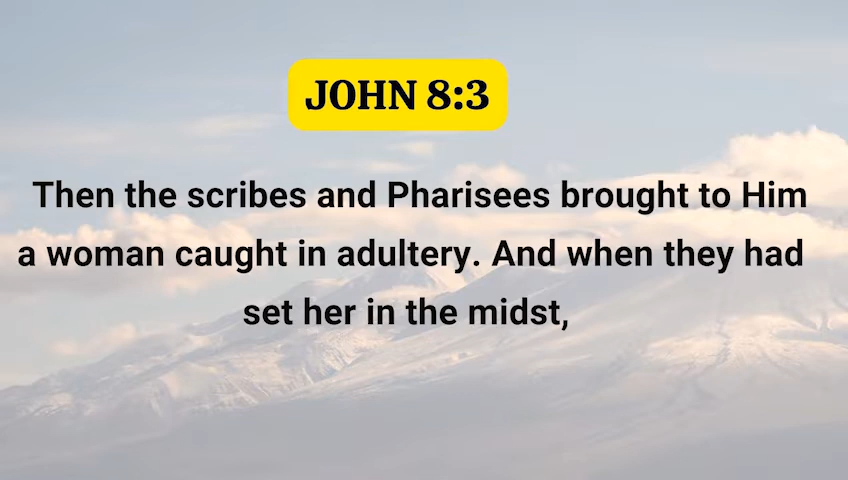 JOHN 8:3
Then the scribes and Pharisees brought to Him
a woman caught in adultery. And when they had
set her in the midst,